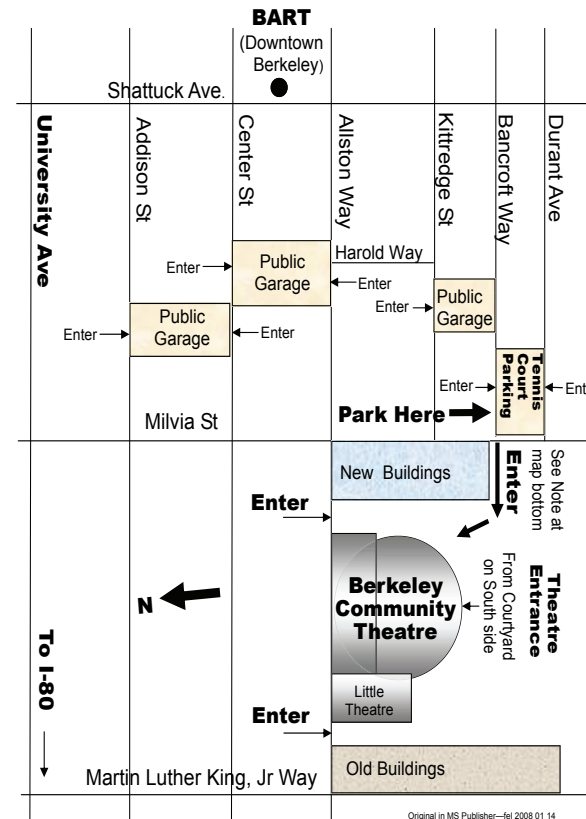 BART
(Downtown
Berkeley)
Shattuck Ave.
University Ave
Addison St
Center St
Allston Way
Kittredge St
Bancroft Way
Durant Ave
Harold Way
Enter
Public
Garage
Enter
Enter
Public
Garage
Enter
Public
Garage
Enter
Enter
Tennis
Court
Parking
Enter
Ent
Park Here
Milvia St
New Buildings
Enter
See Note at
map bottom
Enter
Berkeley
Community
Theatre
Theatre
Entrance
From Courtyard
on South side
N
Little
Theatre
To I-80
Enter
Martin Luther King, Jr Way
Old Buildings
Original in MS Publisher—fel 2008 01 14